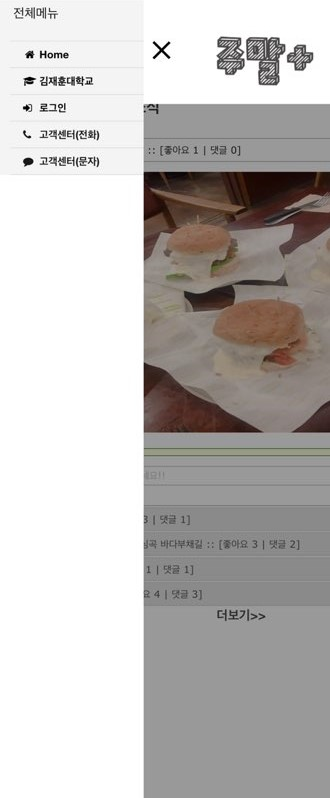 전체메뉴
주말+
Home
김재훈대학교
로그인
고객센터(전화)
고객센터(문자)
:: [좋아요 1 | 댓글 0]
3 | 댓글 1]
심곡 바다부채길 :: [좋아요 3 | 댓글 2]
1 | 댓글 1]
요 4 | 댓글 3]
더보기>>